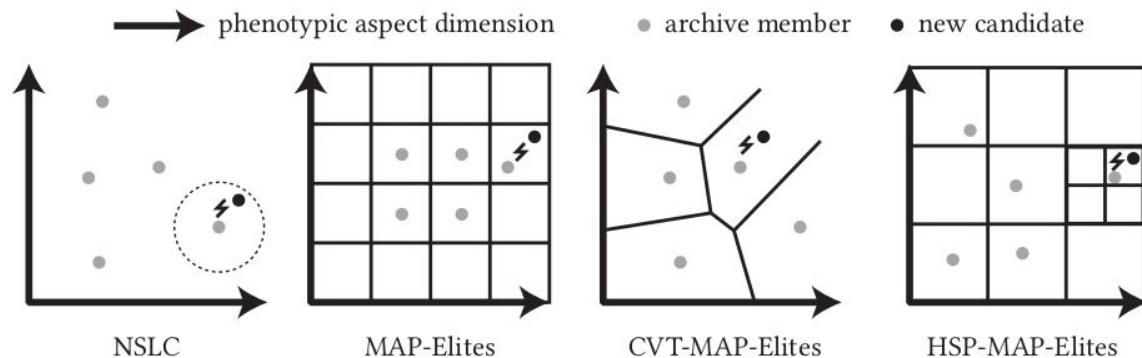 phenotypic aspect dimension archive member new candidate
NSLC MAP-Elites CVT-MAP-Elites HSP-MAP-Elites